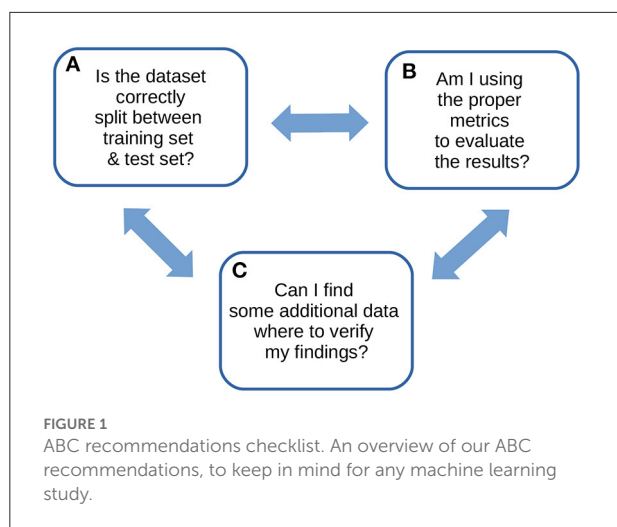 A
Is the dataset
correctly
split between
training set
& test set?
B
Am I using
the proper
metrics
to evaluate
the results?
C
Can I find
some additional data
where to verify
my findings?
FIGURE 1
ABC recommendations checklist. An overview of our ABC
recommendations, to keep in mind for any machine learning
study.